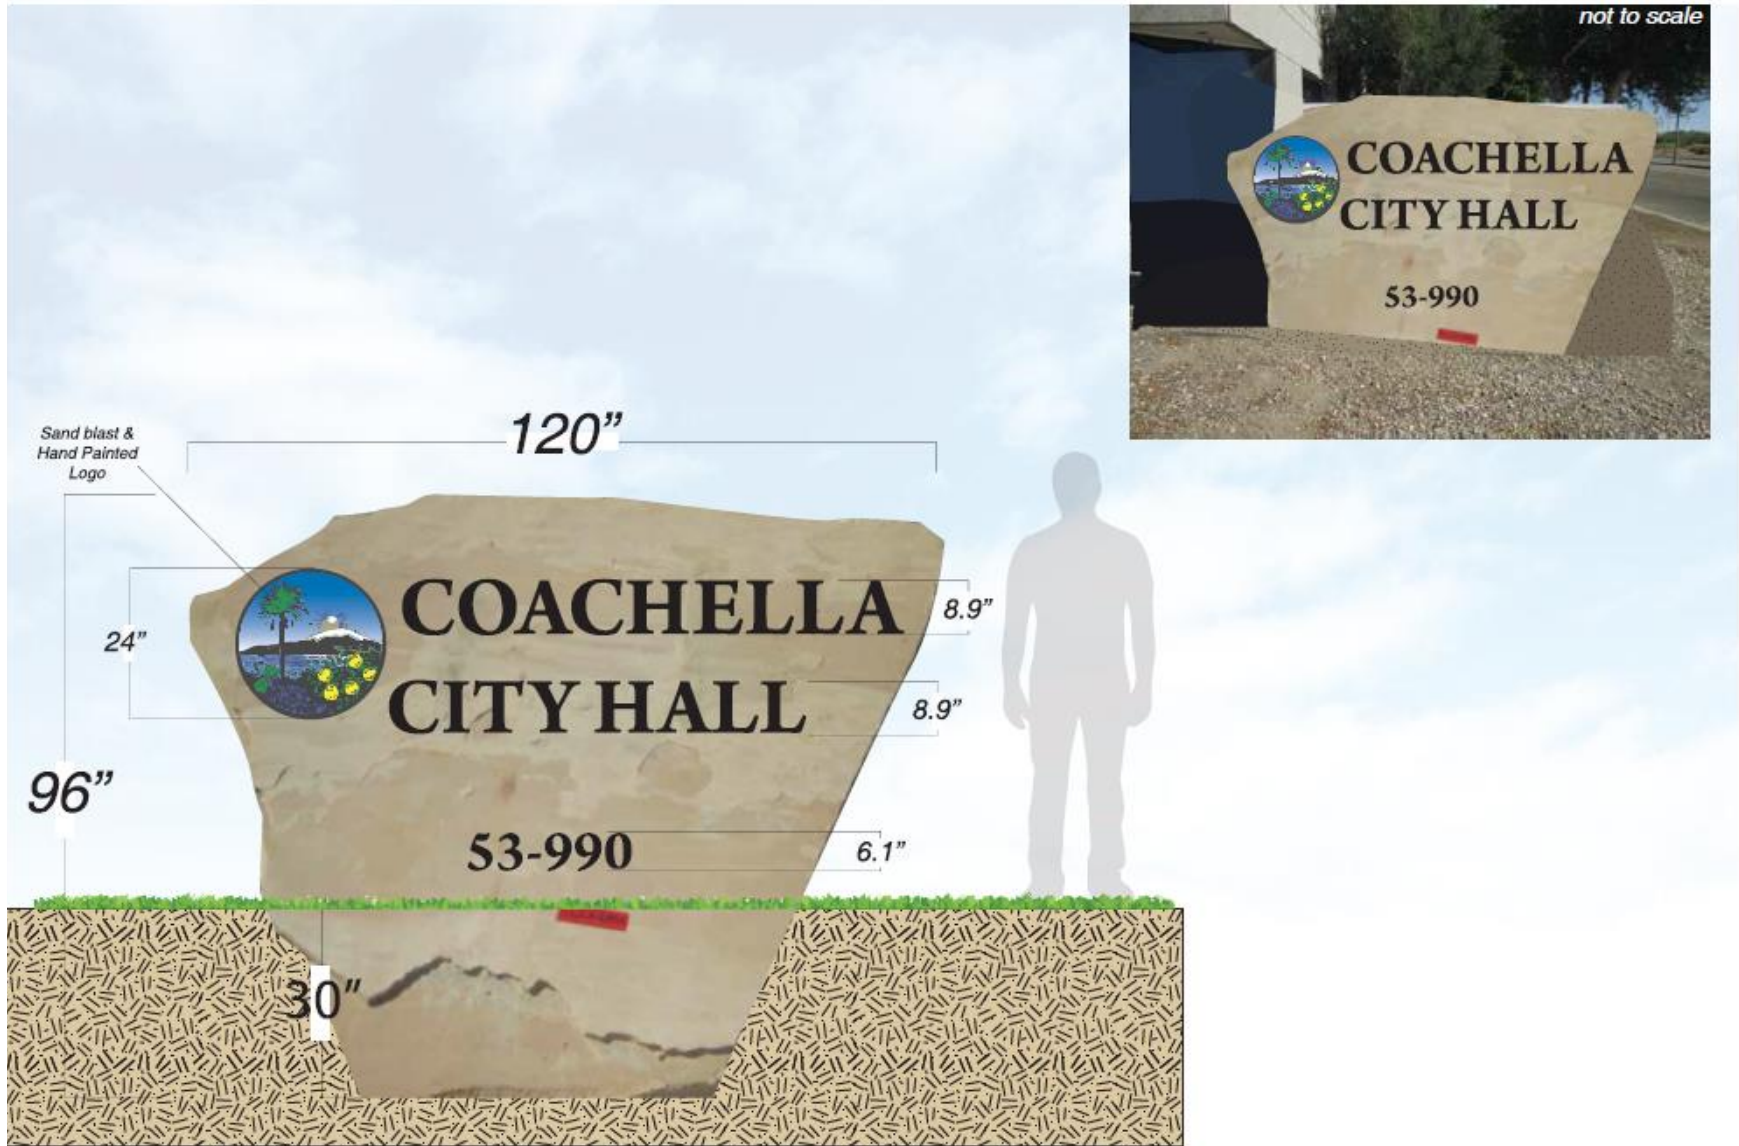 not to scale
COACHELLA
CITY HALL
53-990
120”
Sand blast &
Hand Painted
Logo
COACHELLA
8.9”
24”
CITY HALL
8.9”
96”
53-990
6.1”
30”